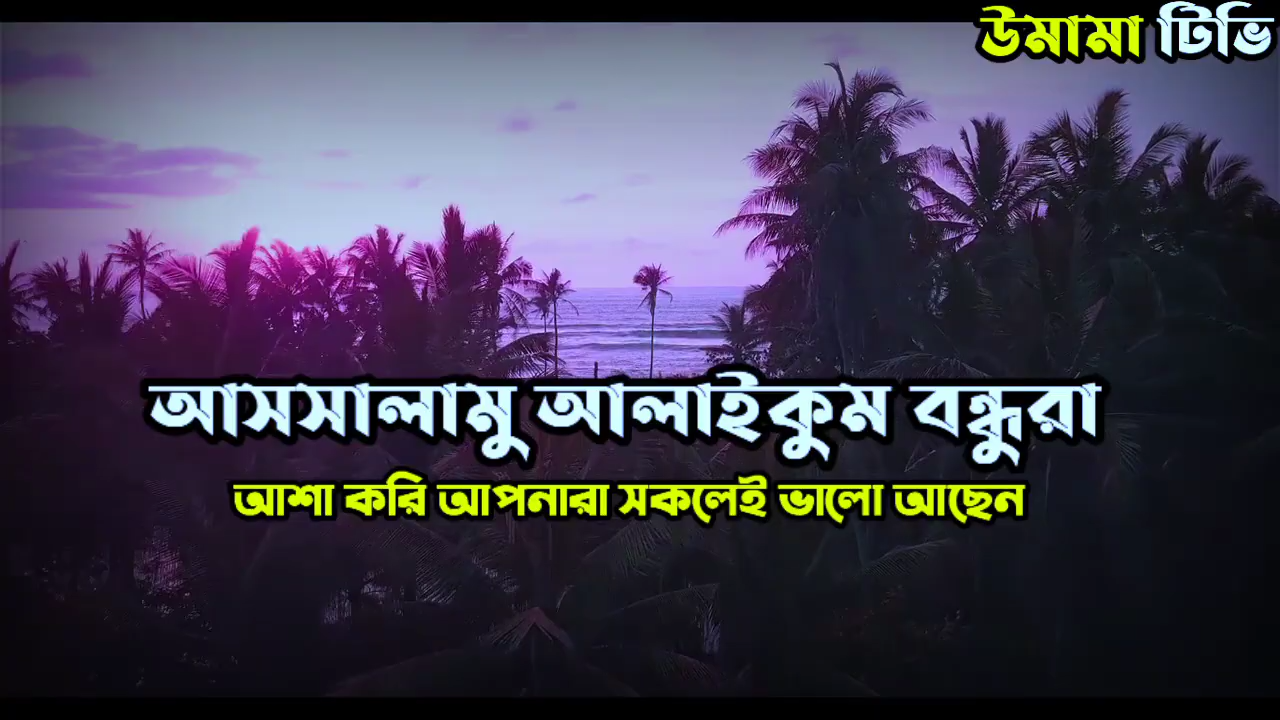 উমামা টিভি
আসসালামু আলাইকুম বন্ধুরা
আশা করি আপনারা সকলেই ভালো আছেন